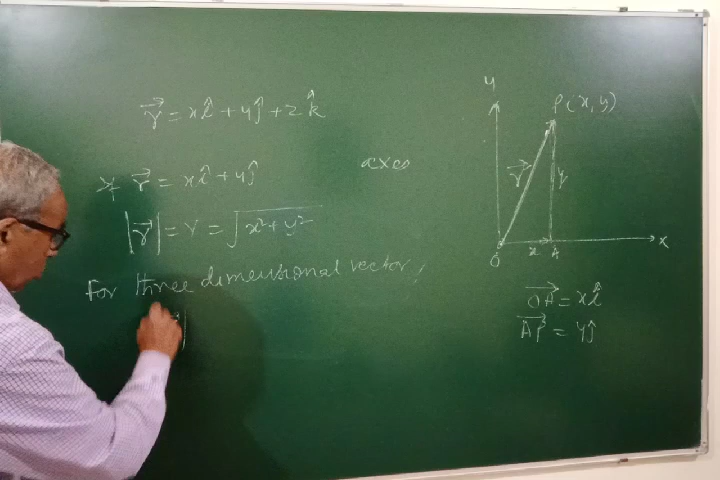 r⃗ = xî + yĵ + zk̂
* r⃗ = xî + yĵ
axes
|r⃗| = r = √x²+y²
For three dimensional vector,
y
P(x, y)
r⃗
y
O
x
A
x
OA⃗ = xî
AP⃗ = yĵ